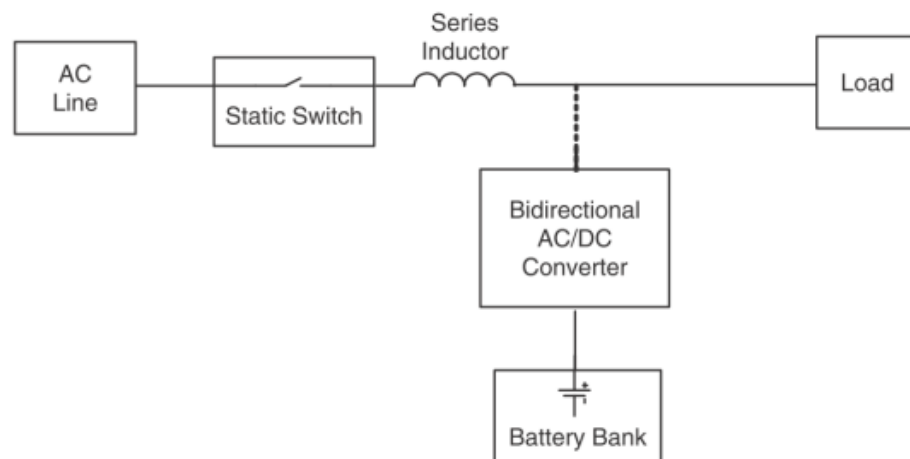 Series
Inductor
AC
Line
Static Switch
Load
Bidirectional
AC/DC
Converter
+
Battery Bank